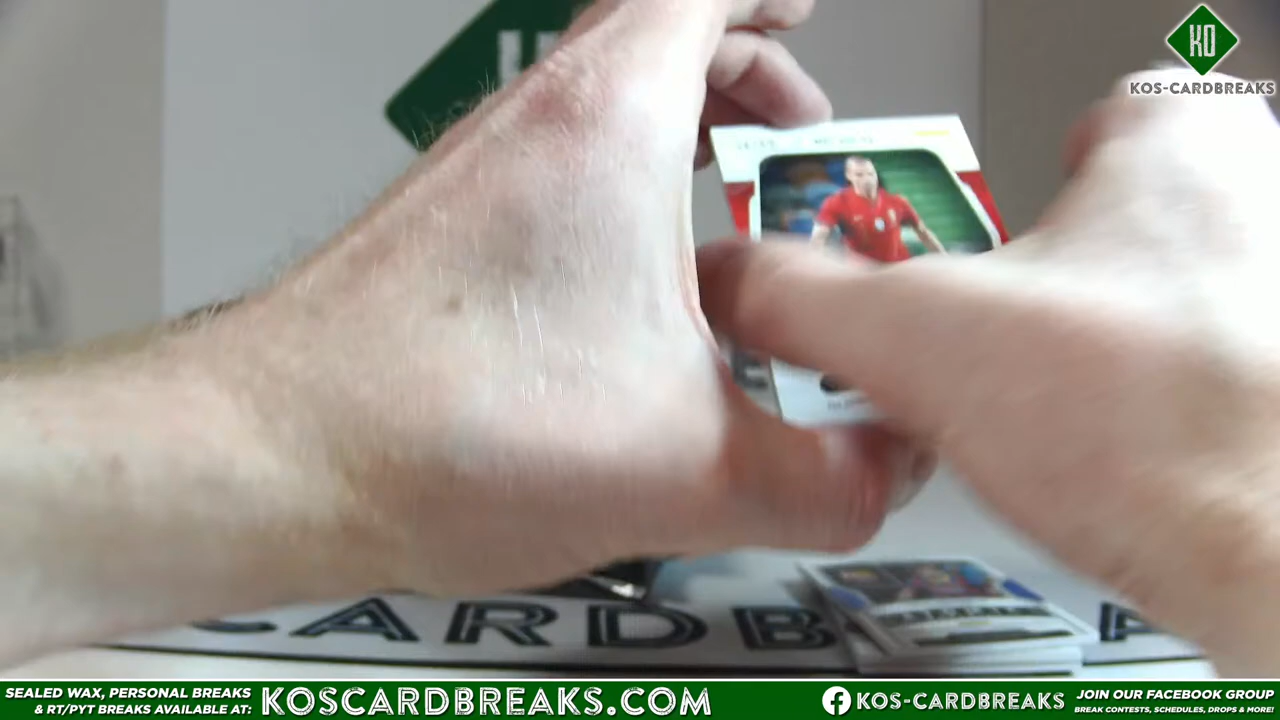 KO
KOS-CARDBREAKS
CARDB
A
SEALED WAX, PERSONAL BREAKS
& RT/PYT BREAKS AVAILABLE AT:
KOSCARDBREAKS.COM
KOS-CARDBREAKS
JOIN OUR FACEBOOK GROUP
BREAK CONTESTS, SCHEDULES, DROPS & MORE!